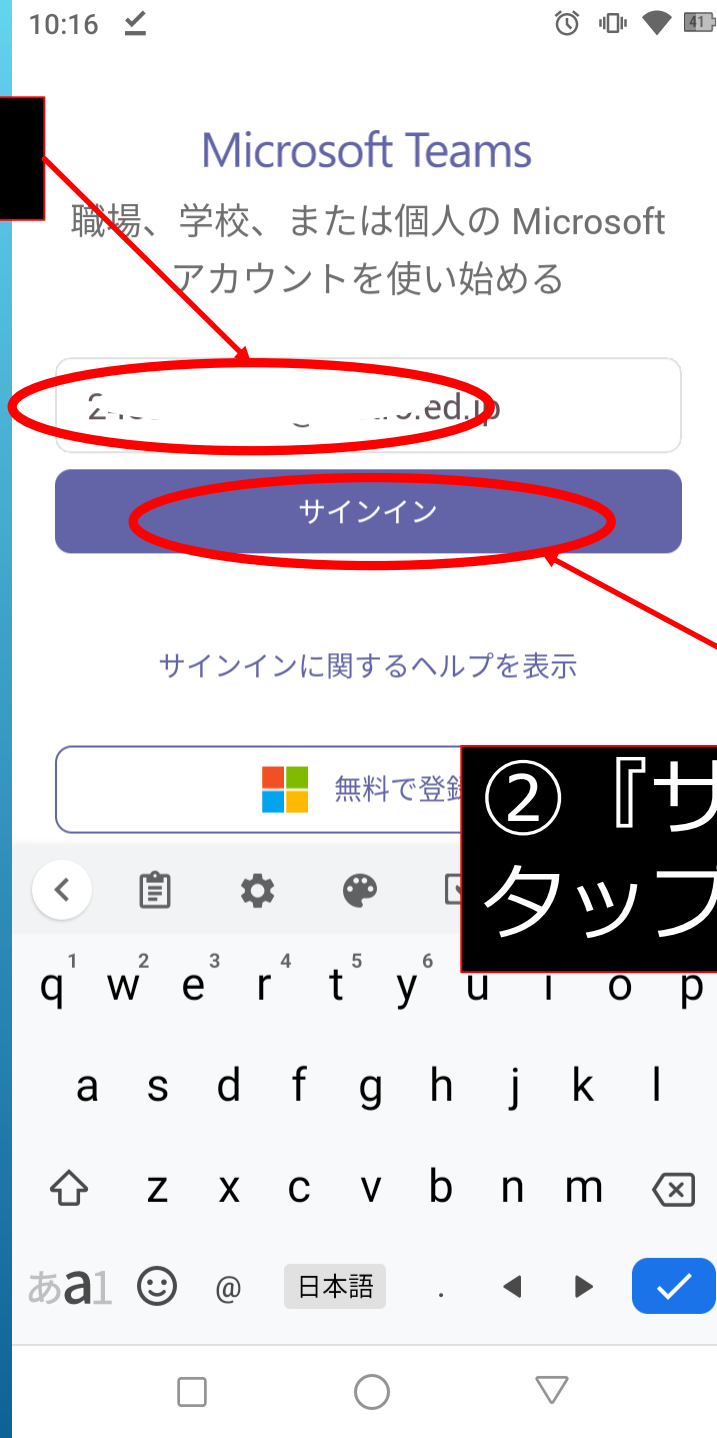 10:16
41
Microsoft Teams
職場、学校、または個人の Microsoft
アカウントを使い始める
.ed.jp
サインイン
サインインに関するヘルプを表示
無料で登録
②『サ
タップ
1 2 3 4 5 6
q w e r t y u i o p
a s d f g h j k l
z x c v b n m
あa1 @ 日本語 .